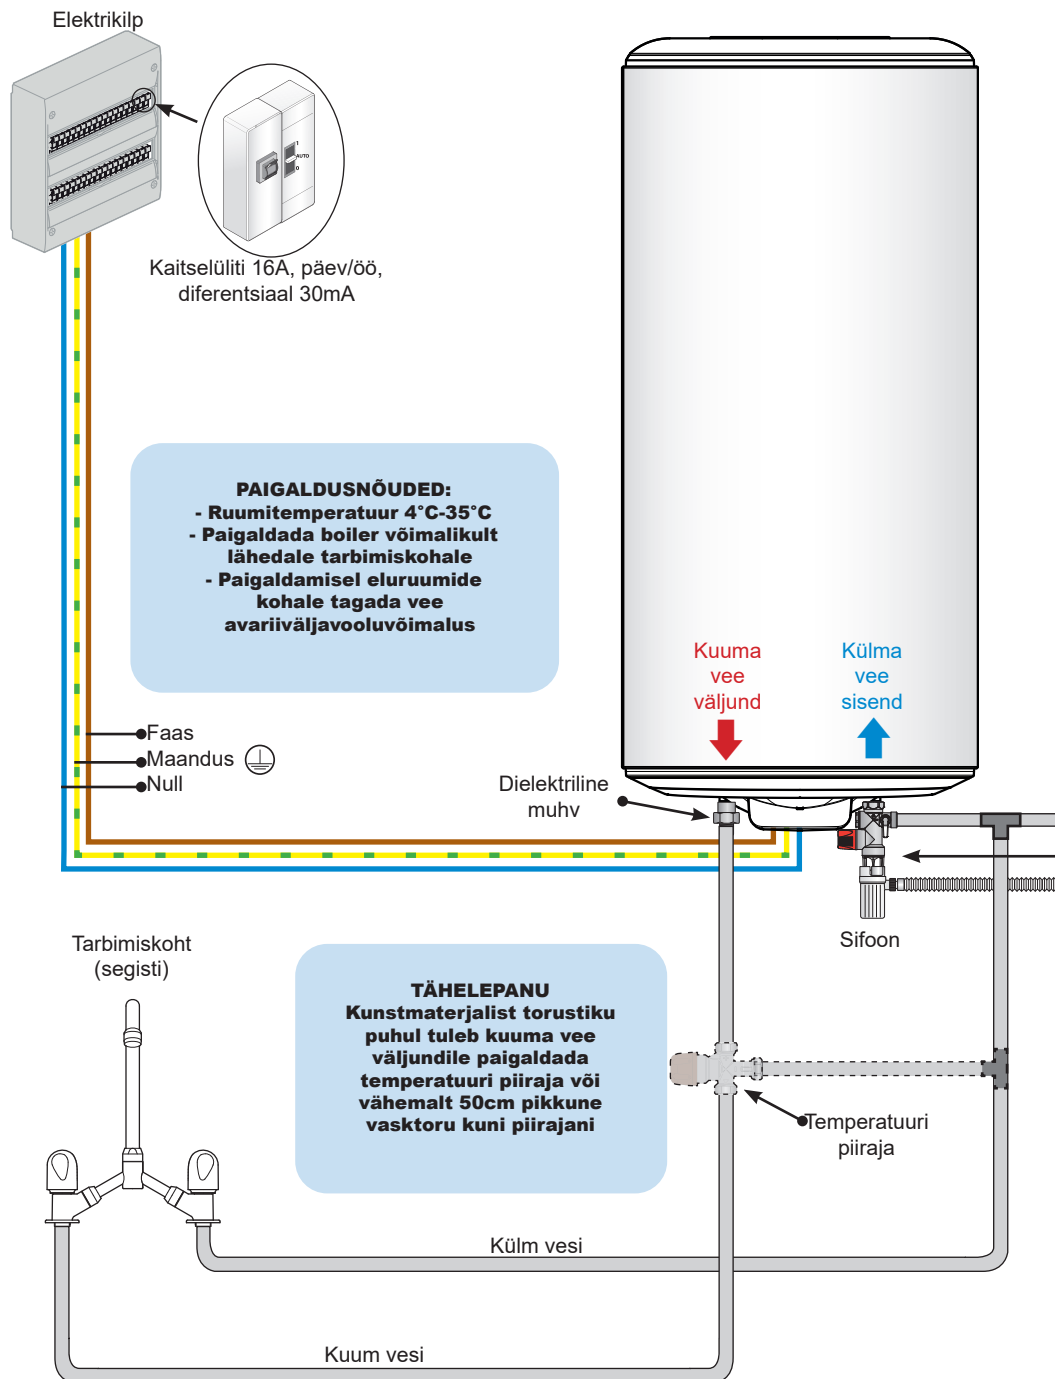 Elektrikilp
1
AUTO
0
Kaitselüliti 16A, päev/öö,
diferentsiaal 30mA
PAIGALDUSNÕUDED:
- Ruumitemperatuur 4°C-35°C
- Paigaldada boiler võimalikult
lähedale tarbimiskohale
- Paigaldamisel eluruumide
kohale tagada vee
avariiväljavooluvõimalus
Kuuma
vee
väljund
Külma
vee
sisend
Faas
Maandus
Null
Dielektriline
muhv
Sifoon
Tarbimiskoht
(segisti)
TÄHELEPANU
Kunstmaterjalist torustiku
puhul tuleb kuuma vee
väljundile paigaldada
temperatuuri piiraja või
vähemalt 50cm pikkune
vasktoru kuni piirajani
Temperatuuri
piiraja
Külm vesi
Kuum vesi